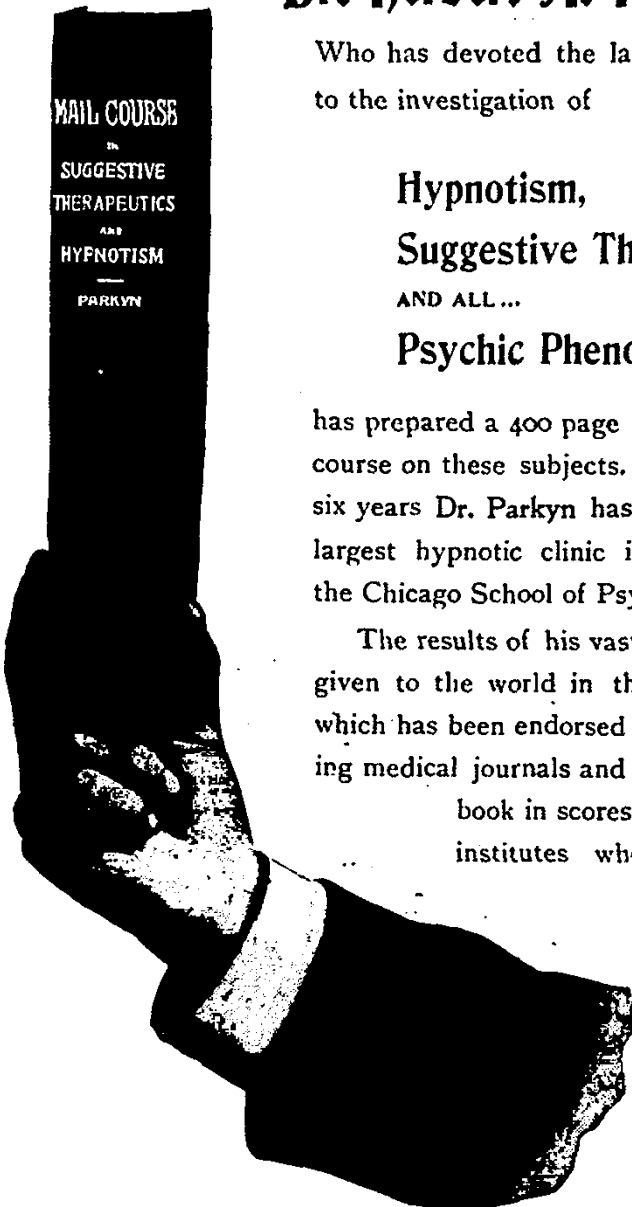 MAIL COURSE
IN
SUGGESTIVE
THERAPEUTICS
AND
HYPNOTISM
PARKYN
Who has devoted the la
to the investigation of
Hypnotism,
Suggestive Th
AND ALL...
Psychic Pheno
has prepared a 400 page
course on these subjects.
six years Dr. Parkyn has
largest hypnotic clinic i
the Chicago School of Psy
The results of his vast
given to the world in th
which has been endorsed
ing medical journals and
book in scores
institutes whe